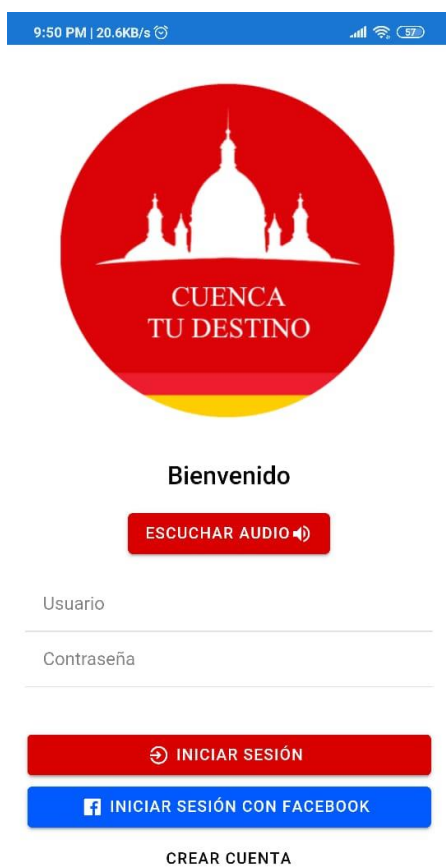 9:50 PM | 20.6KB/s 57
CUENCA
TU DESTINO
Bienvenido
ESCUCHAR AUDIO
Usuario
Contraseña
INICIAR SESIÓN
INICIAR SESIÓN CON FACEBOOK
CREAR CUENTA